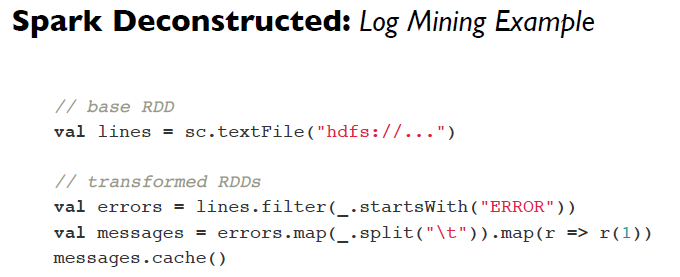 Spark Deconstructed: Log Mining Example
// base RDD
val lines = sc.textFile("hdfs://...")
// transformed RDDs
val errors = lines.filter(_.startsWith("ERROR"))
val messages = errors.map(_.split("\t")).map(r => r(1))
messages.cache()